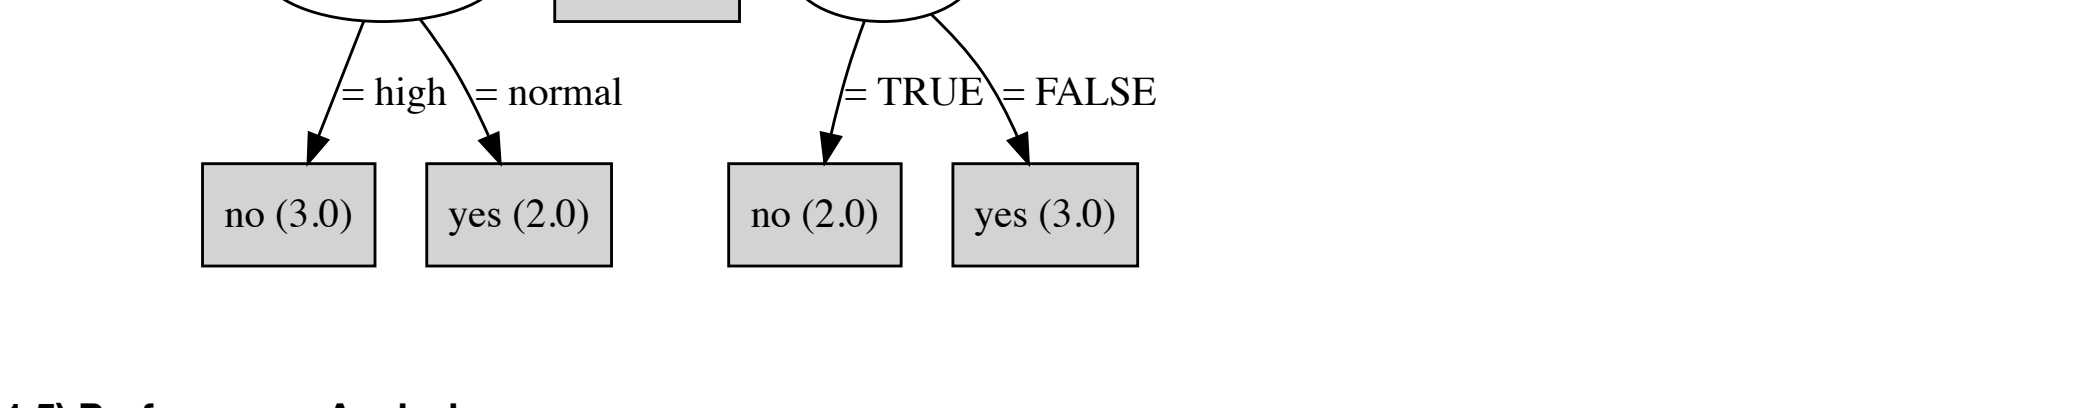 = high = normal = TRUE = FALSE
no (3.0) yes (2.0) no (2.0) yes (3.0)